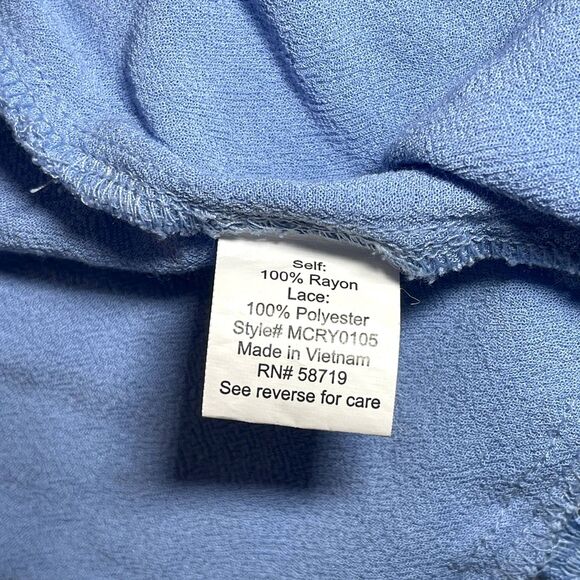 Self:
100% Rayon
Lace:
100% Polyester
Style# MCRY0105
Made in Vietnam
RN# 58719
See reverse for care